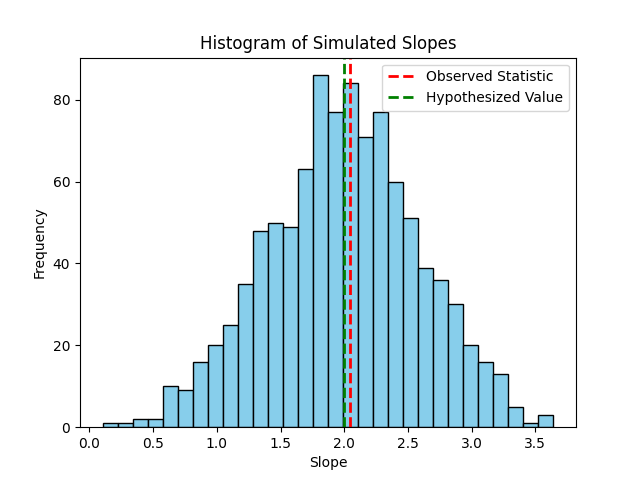 Histogram of Simulated Slopes
Observed Statistic
Hypothesized Value
Frequency
80
60
40
20
0
0.0 0.5 1.0 1.5 2.0 2.5 3.0 3.5
Slope